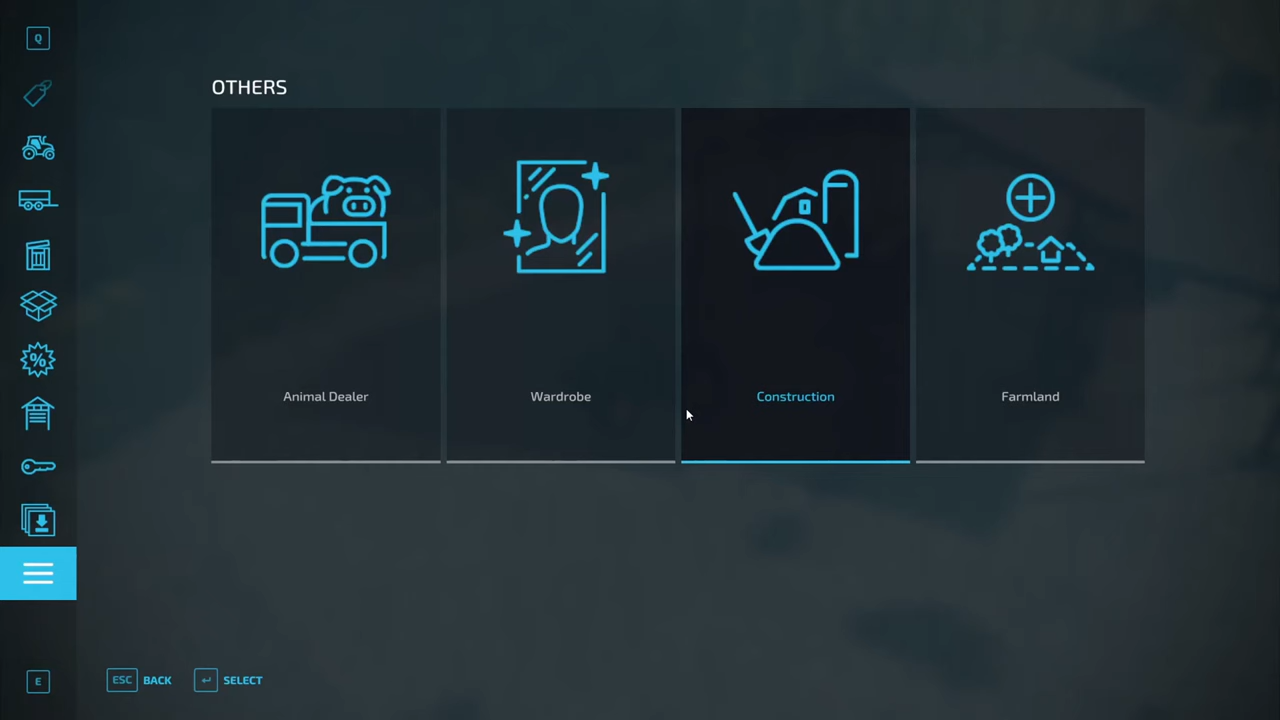 Q
OTHERS
Animal Dealer
Wardrobe
Construction
Farmland
%
ESC BACK
↵ SELECT
E